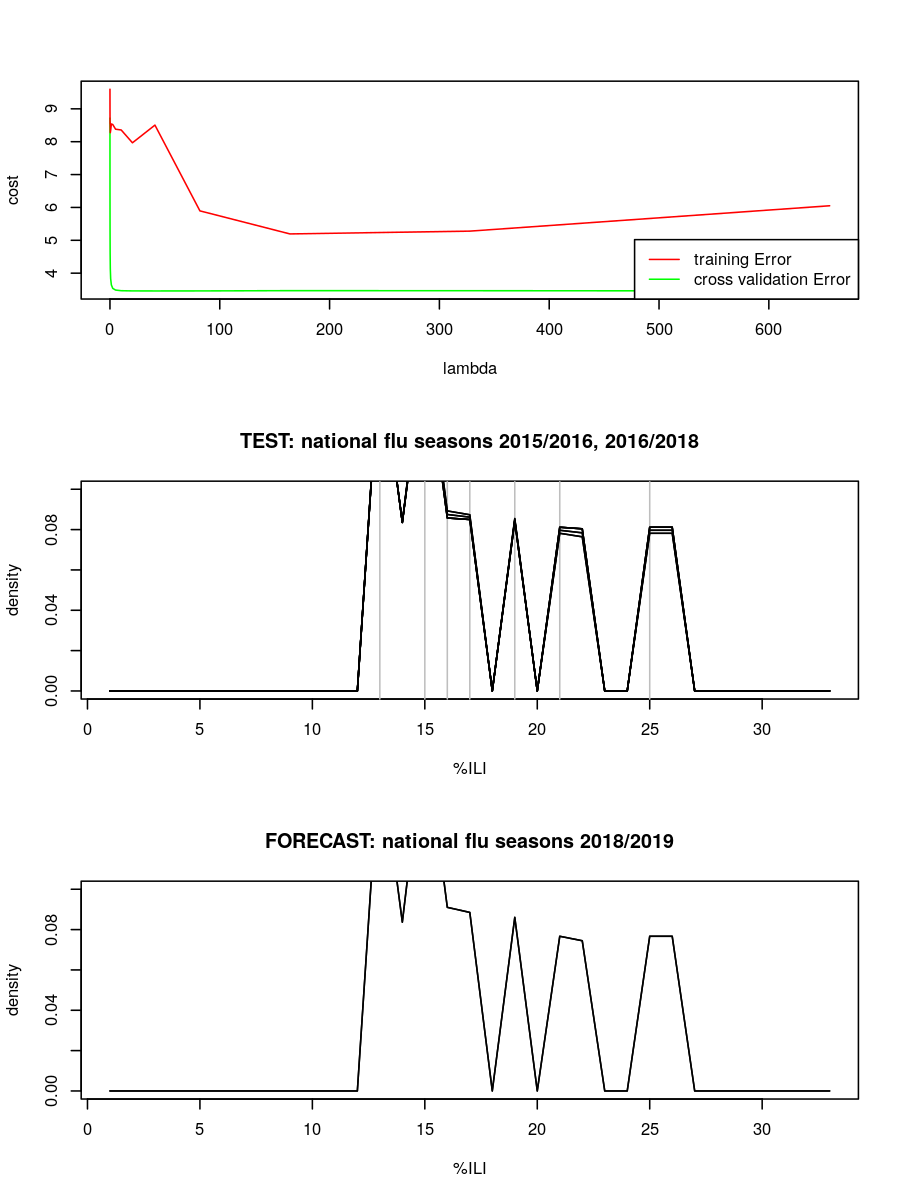 cost
4 5 6 7 8 9
training Error
cross validation Error
0 100 200 300 400 500 600
lambda
TEST: national flu seasons 2015/2016, 2016/2018
density
0.00 0.04 0.08
0 5 10 15 20 25 30
%ILI
FORECAST: national flu seasons 2018/2019
density
0.00 0.04 0.08
0 5 10 15 20 25 30
%ILI